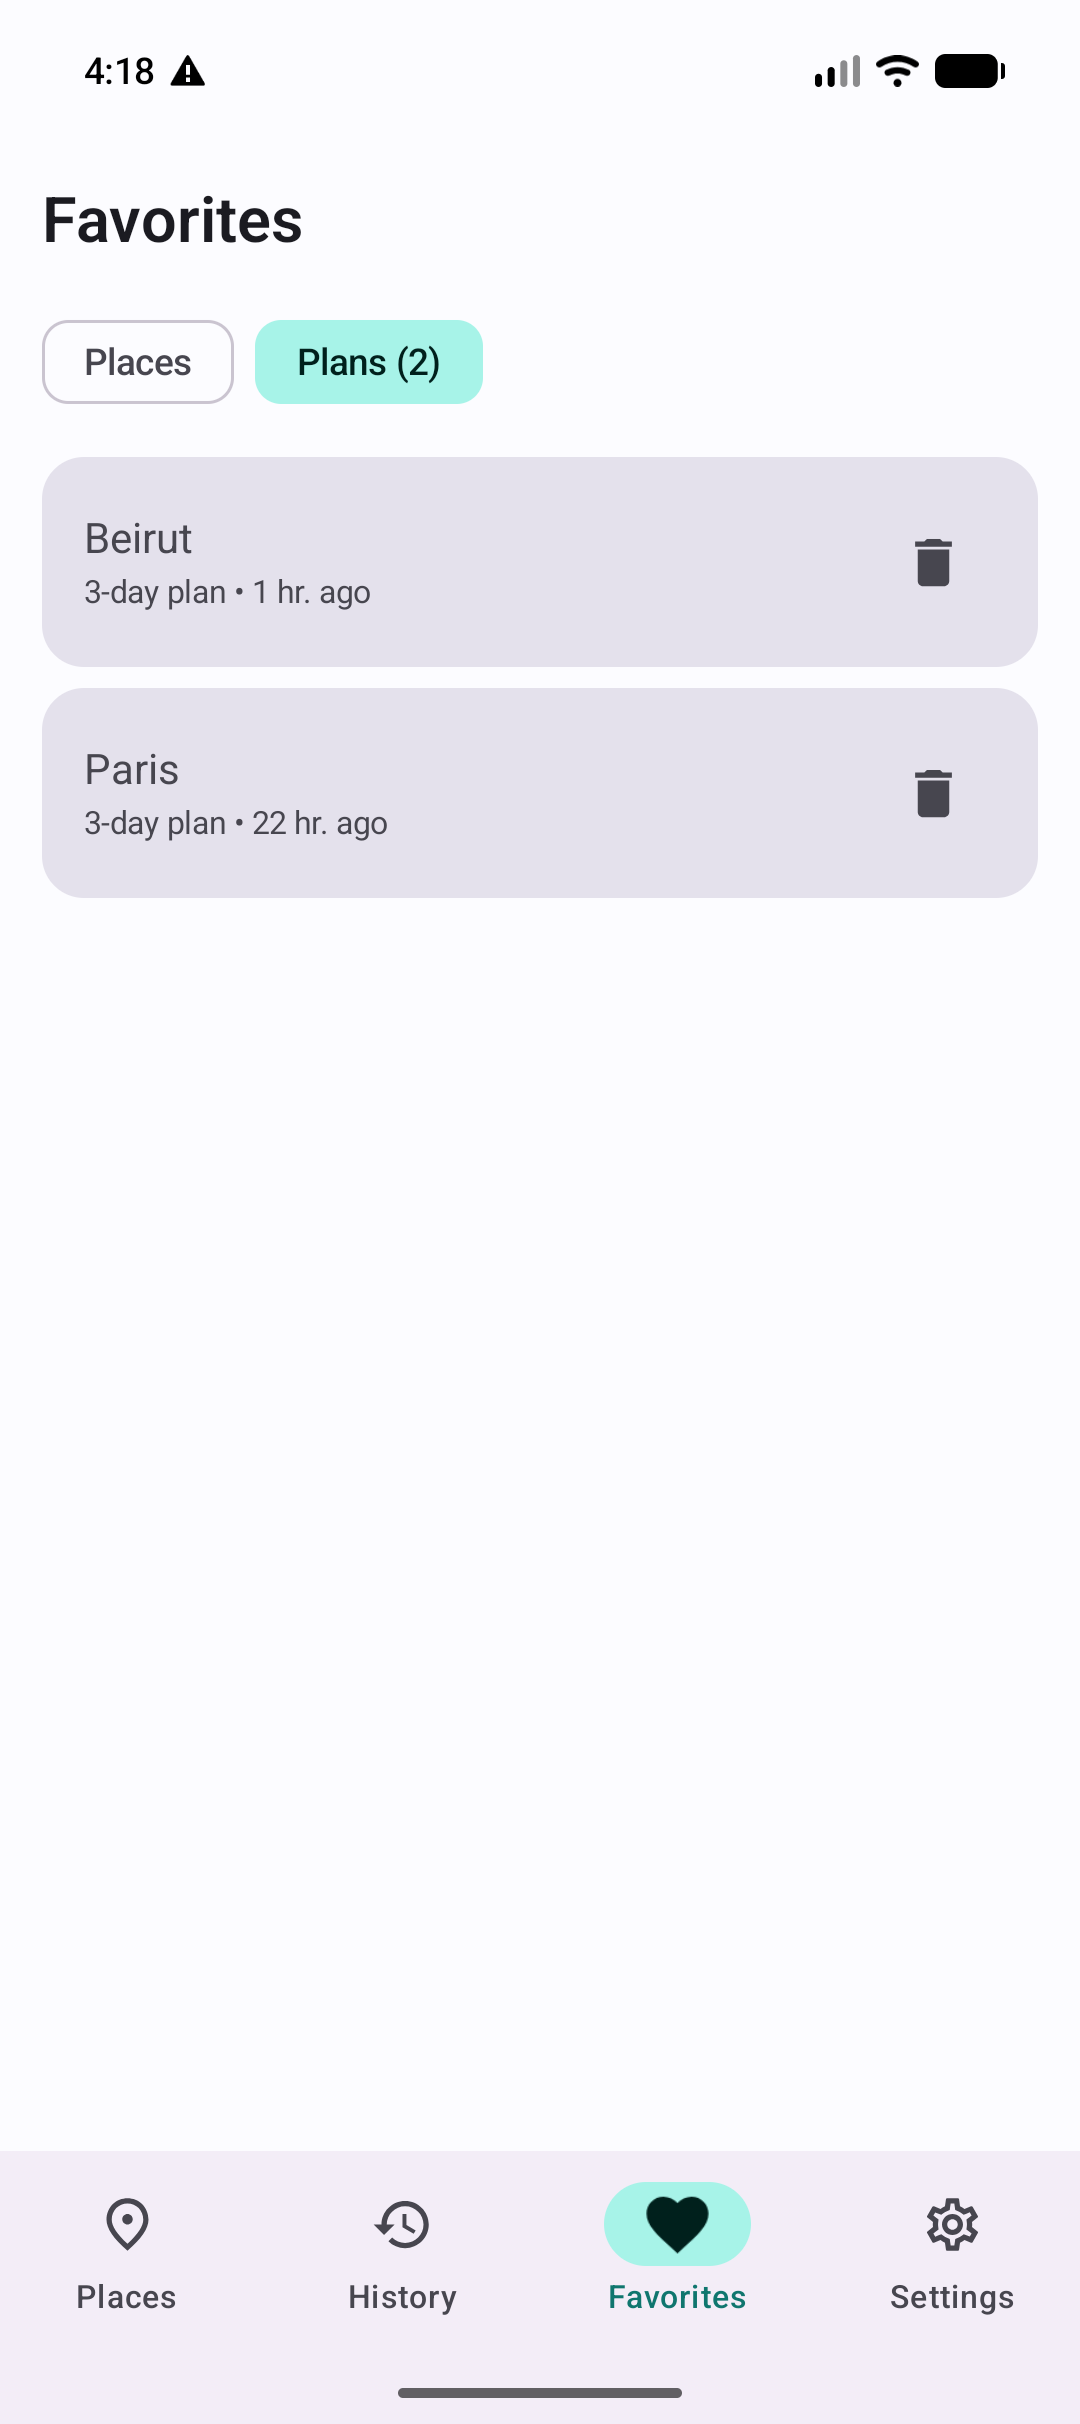 4:18
Favorites
Places
Plans (2)
Beirut
3-day plan • 1 hr. ago
Paris
3-day plan • 22 hr. ago
Places
History
Favorites
Settings